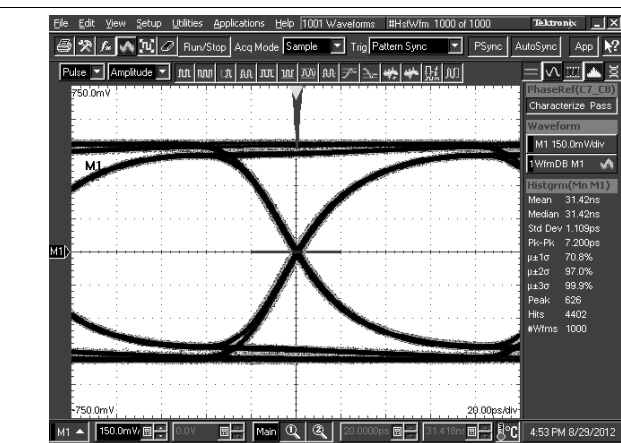 File Edit View Setup Utilities Applications Help 1001 Waveforms #HstWfm 1000 of 1000 Tektronix
Run/Stop Acq Mode Sample Trig Pattern Sync PSync AutoSync App
Pulse Amplitude
750.0mV
PhaseRef(C7_C8)
Characterize Pass
Waveform
M1 150.0mV/div
1 WfmDB M1
M1
Histgrm(Mn M1)
Mean 31.42ns
Median 31.42ns
Std Dev 1.109ps
Pk-Pk 7.200ps
μ±1σ 70.8%
μ±2σ 97.0%
μ±3σ 99.9%
Peak 626
Hits 4402
#Wfms 1000
M1
-750.0mV
20.00ps/div
M1 150.0mV/ 0.0V Main 20.0000ps 31.418ns °C 4:53 PM 8/29/2012